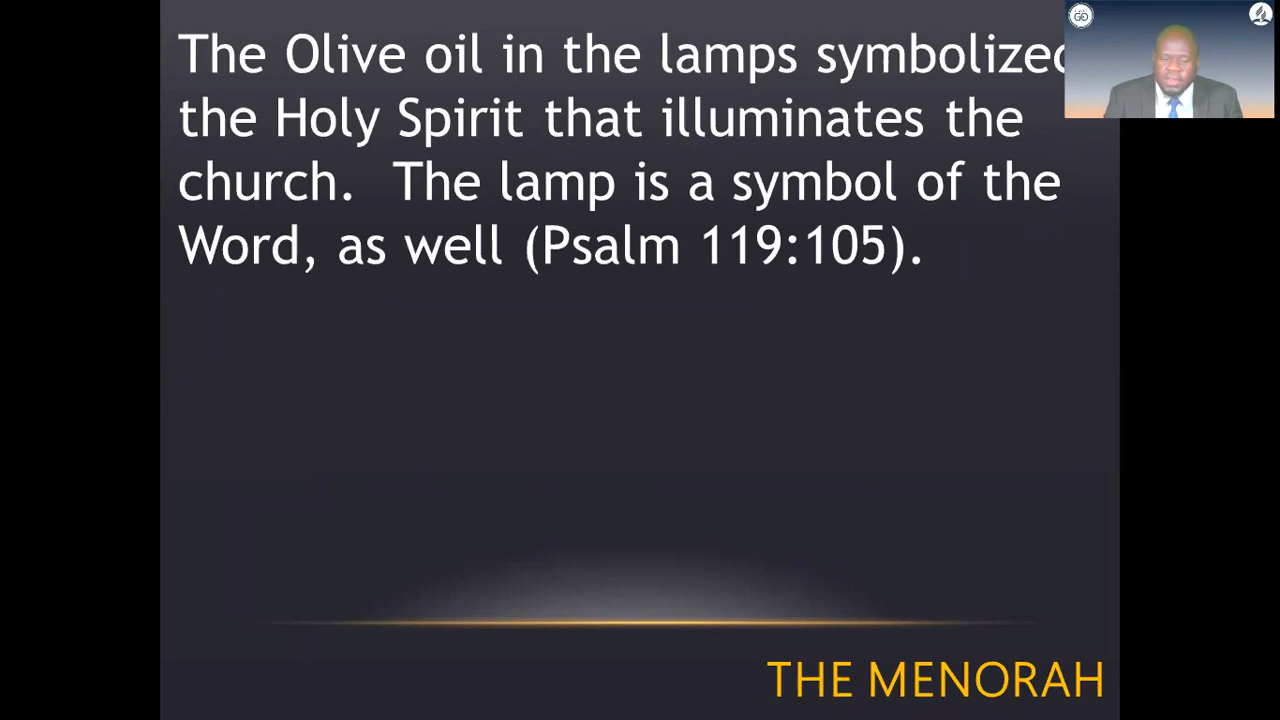 The Olive oil in the lamps symbolized
the Holy Spirit that illuminates the
church.  The lamp is a symbol of the
Word, as well (Psalm 119:105).
THE MENORAH